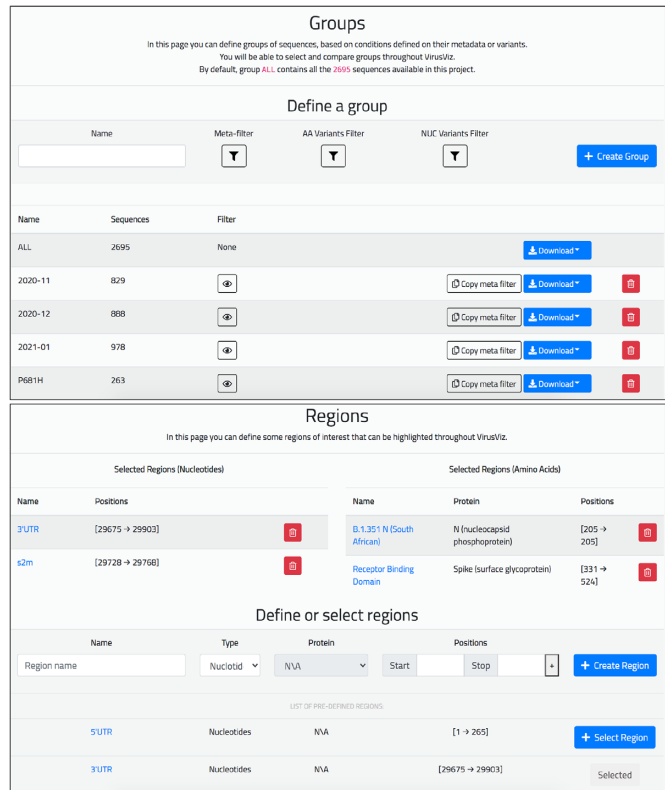 Groups
In this page you can define groups of sequences, based on conditions defined on their metadata or variants.
You will be able to select and compare groups throughout VirusViz.
By default, group ALL contains all the 2695 sequences available in this project.
Define a group
Name Meta-filter AA Variants Filter NUC Variants Filter
+ Create Group
Name Sequences Filter
ALL 2695 None Download
2020-11 829 Copy meta filter Download
2020-12 888 Copy meta filter Download
2021-01 978 Copy meta filter Download
P681H 263 Copy meta filter Download
Regions
In this page you can define some regions of interest that can be highlighted throughout VirusViz.
Selected Regions (Nucleotides)
Name Positions
3'UTR [29675 → 29903]
s2m [29728 → 29768]
Selected Regions (Amino Acids)
Name Protein Positions
B.1.351 N (South N (nucleocapsid [205 →
African) phosphoprotein) 205]
Receptor Binding Spike (surface glycoprotein) [331 →
Domain 524]
Define or select regions
Name Type Protein Positions
Region name Nuclotid N\A Start Stop + + Create Region
LIST OF PRE-DEFINED REGIONS
5'UTR Nucleotides N\A [1 → 265] + Select Region
3'UTR Nucleotides N\A [29675 → 29903] Selected